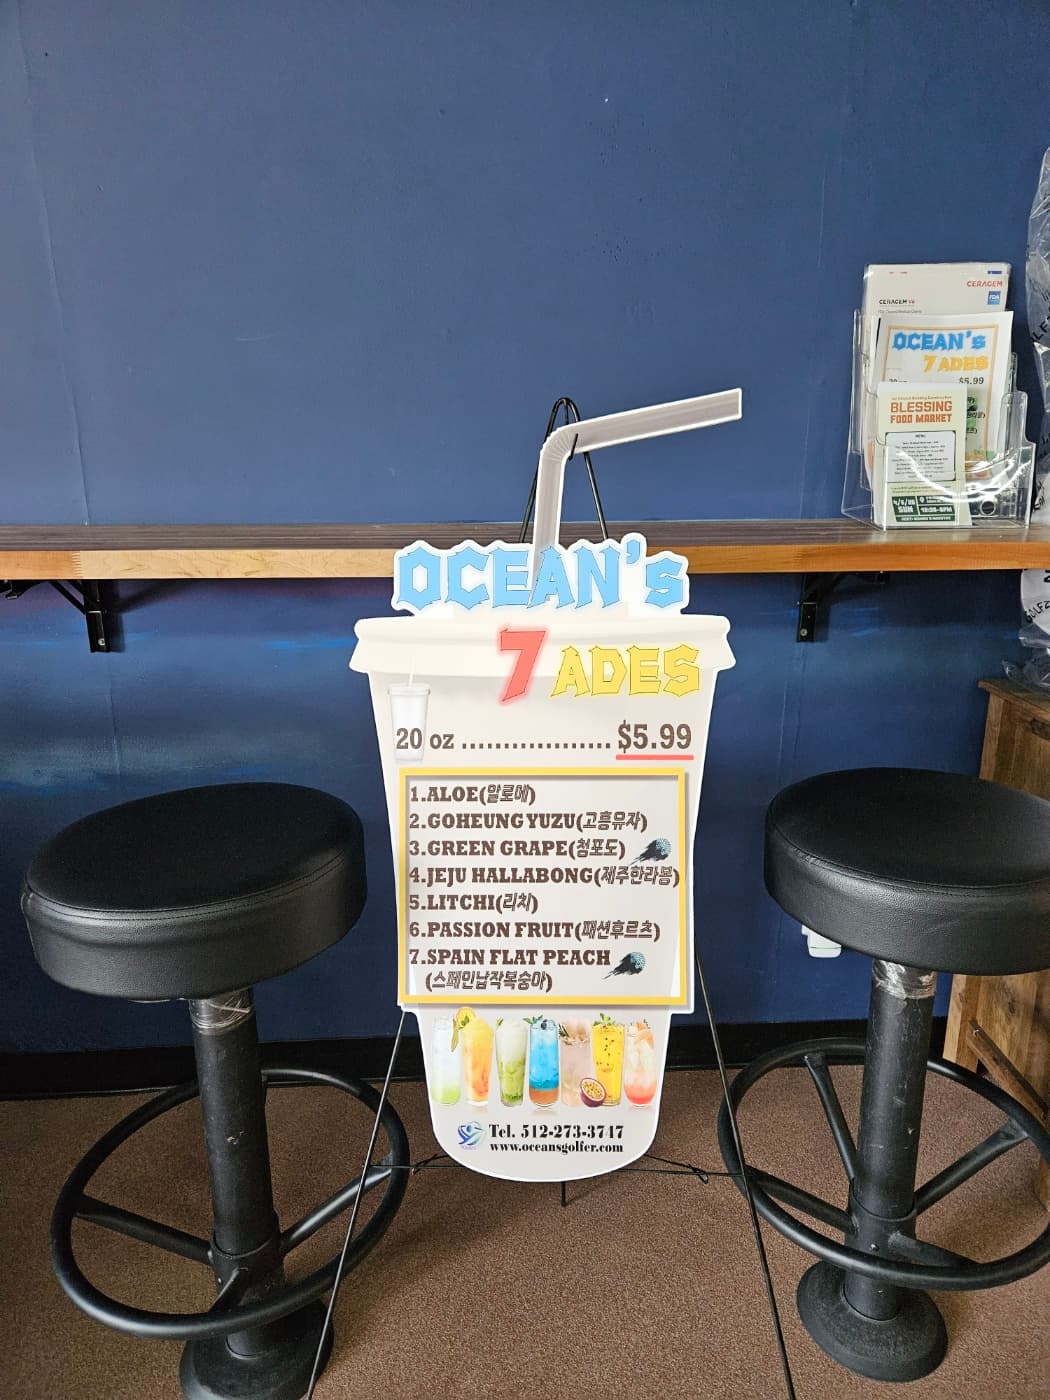 OCEAN's
7 ADES
20 oz .................. $5.99
1.ALOE(알로에)
2.GOHEUNG YUZU(고흥유자)
3.GREEN GRAPE(청포도)
4.JEJU HALLABONG(제주한라봉)
5.LITCHI(리치)
6.PASSION FRUIT(패션후르츠)
7.SPAIN FLAT PEACH
(스페인납작복숭아)
Tel. 512-273-3747
www.oceansgolfer.com
CERAGEM
CERAGEM
OCEAN's
7 ADES
$5.99
BLESSING
FOOD MARKET
MENU
SUN